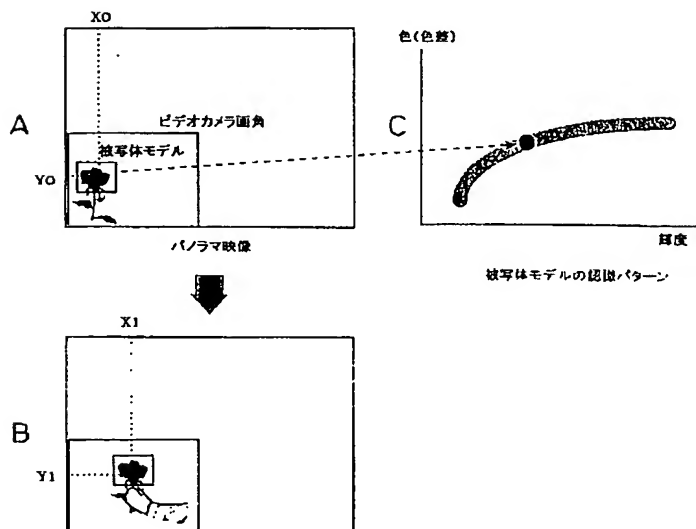 X0
A
ビデオカメラ画角
被写体モデル
Y0
パノラマ映像
色(色差)
C
輝度
被写体モデルの認識パターン
X1
B
Y1